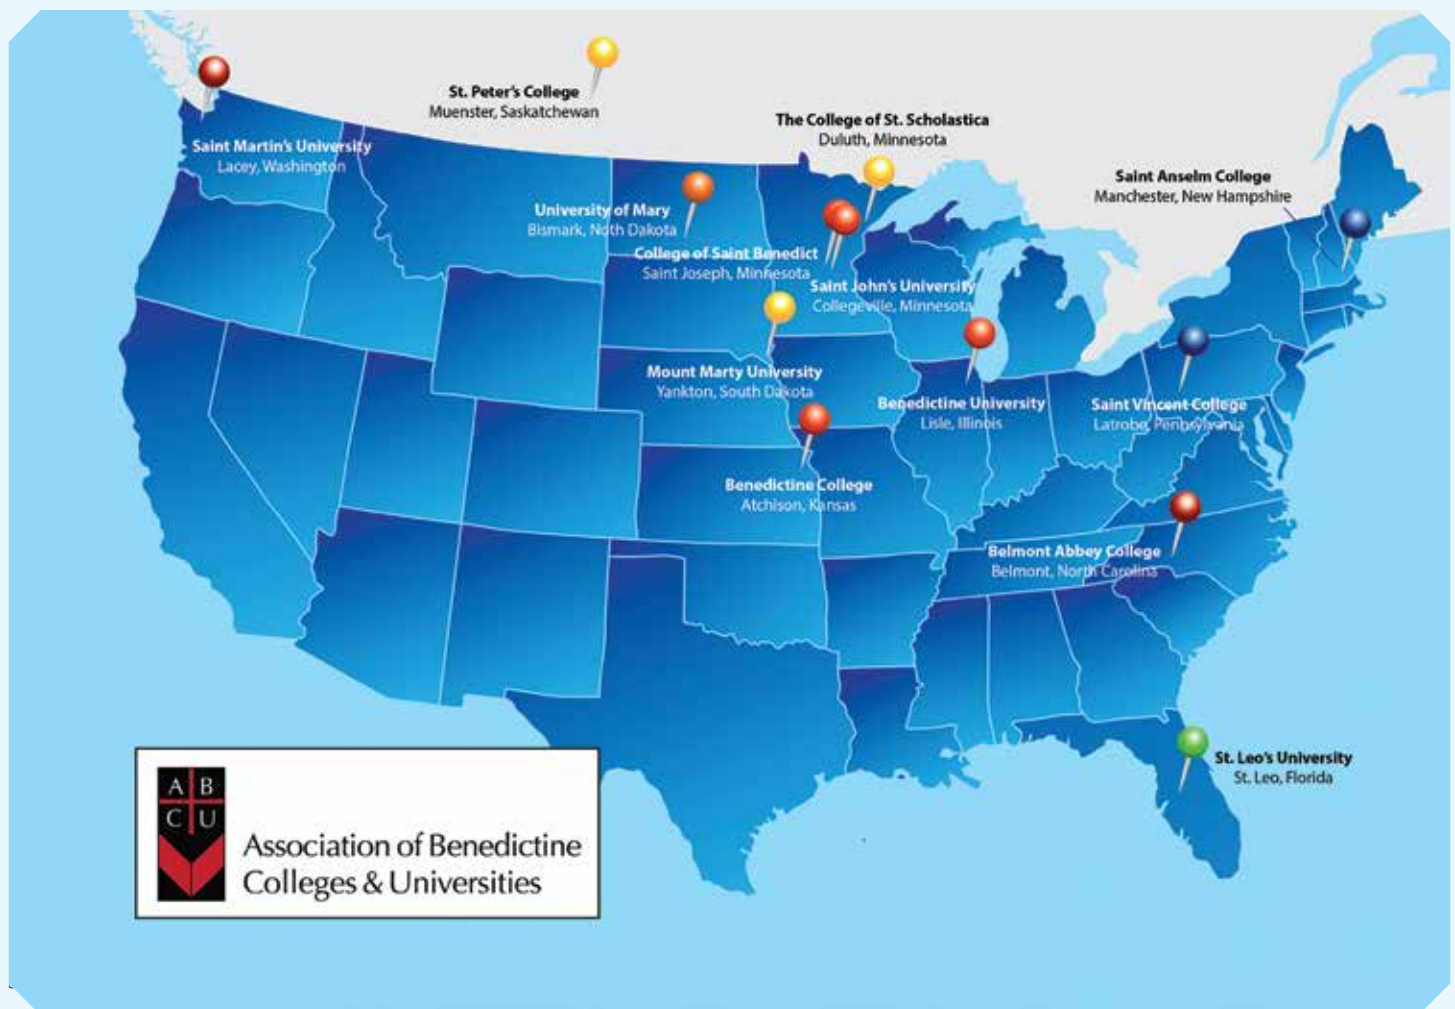 St. Peter's College
Muenster, Saskatchewan
The College of St. Scholastica
Duluth, Minnesota
Saint Martin's University
Lacey, Washington
Saint Anselm College
Manchester, New Hampshire
University of Mary
Bismark, Noth Dakota
College of Saint Benedict
Saint Joseph, Minnesota
Saint John's University
Collegeville, Minnesota
Mount Marty University
Yankton, South Dakota
Benedictine University
Lisle, Illinois
Saint Vincent College
Latrobe, Pennsylvania
Benedictine College
Atchison, Kansas
Belmont Abbey College
Belmont, North Carolina
St. Leo's University
St. Leo, Florida
A B
C U
Association of Benedictine
Colleges & Universities